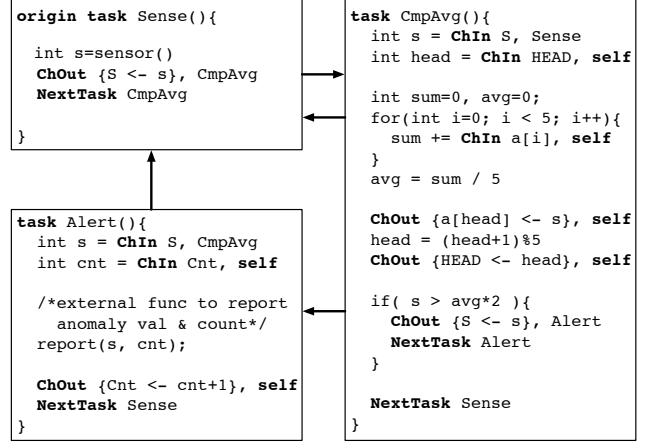 origin task Sense(){
int s=sensor()
ChOut {S <- s}, CmpAvg
NextTask CmpAvg
}
task Alert(){
int s = ChIn S, CmpAvg
int cnt = ChIn Cnt, self
/*external func to report
anomaly val & count*/
report(s, cnt);
ChOut {Cnt <- cnt+1}, self
NextTask Sense
}
task CmpAvg(){
int s = ChIn S, Sense
int head = ChIn HEAD, self
int sum=0, avg=0;
for(int i=0; i < 5; i++){
sum += ChIn a[i], self
}
avg = sum / 5
ChOut {a[head] <- s}, self
head = (head+1)%5
ChOut {HEAD <- head}, self
if( s > avg*2 ){
ChOut {S <- s}, Alert
NextTask Alert
}
NextTask Sense
}